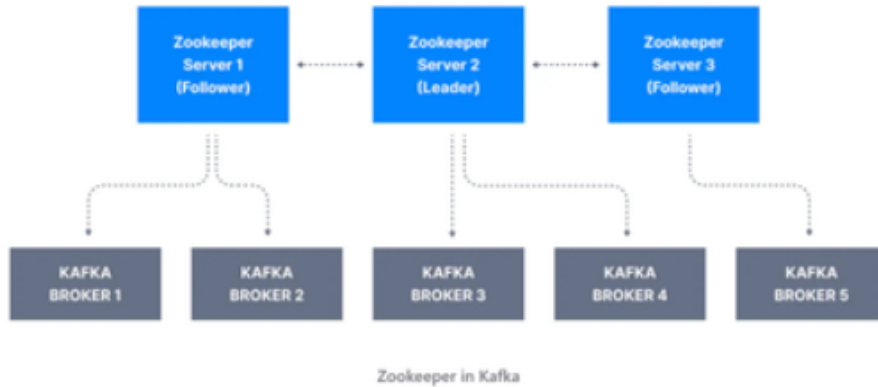 Zookeeper
Server 1
(Follower)
Zookeeper
Server 2
(Leader)
Zookeeper
Server 3
(Follower)
KAFKA
BROKER 1
KAFKA
BROKER 2
KAFKA
BROKER 3
KAFKA
BROKER 4
KAFKA
BROKER 5
Zookeeper in Kafka